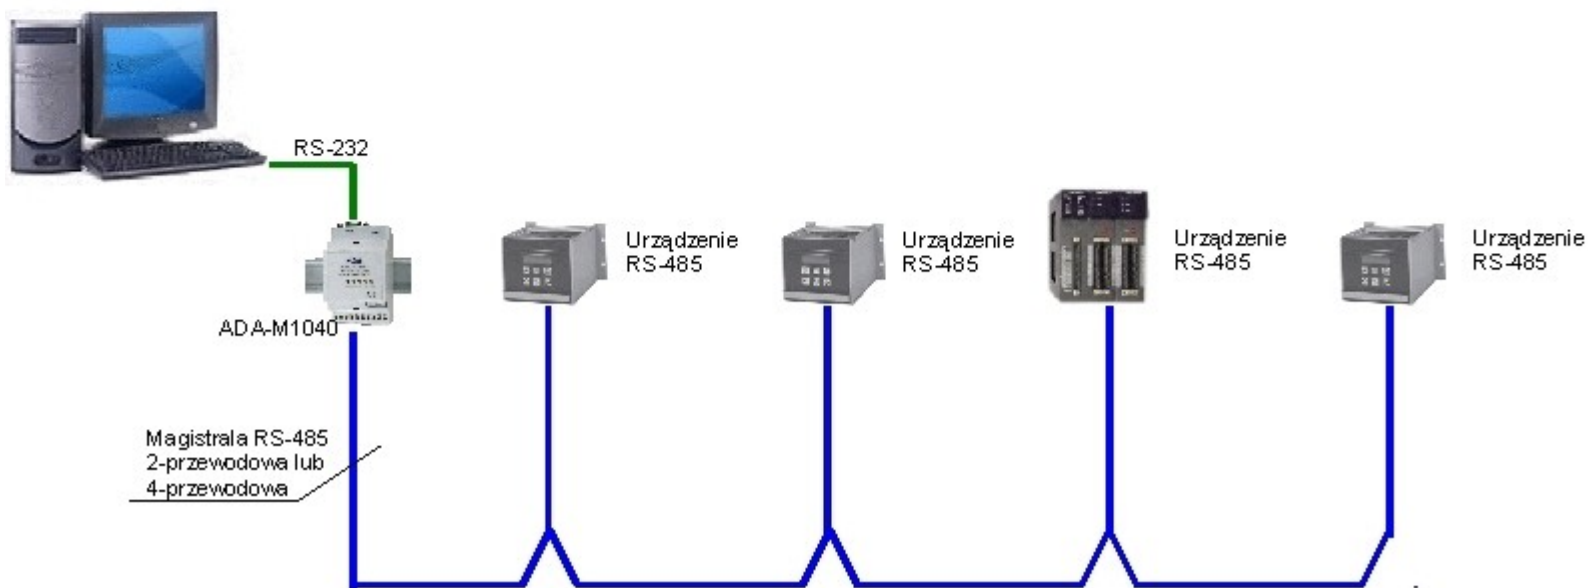 RS-232
Urządzenie
RS-485
Urządzenie
RS-485
Urządzenie
RS-485
Urządzenie
RS-485
ADA-M1040
Magistrala RS-485
2-przewodowa lub
4-przewodowa